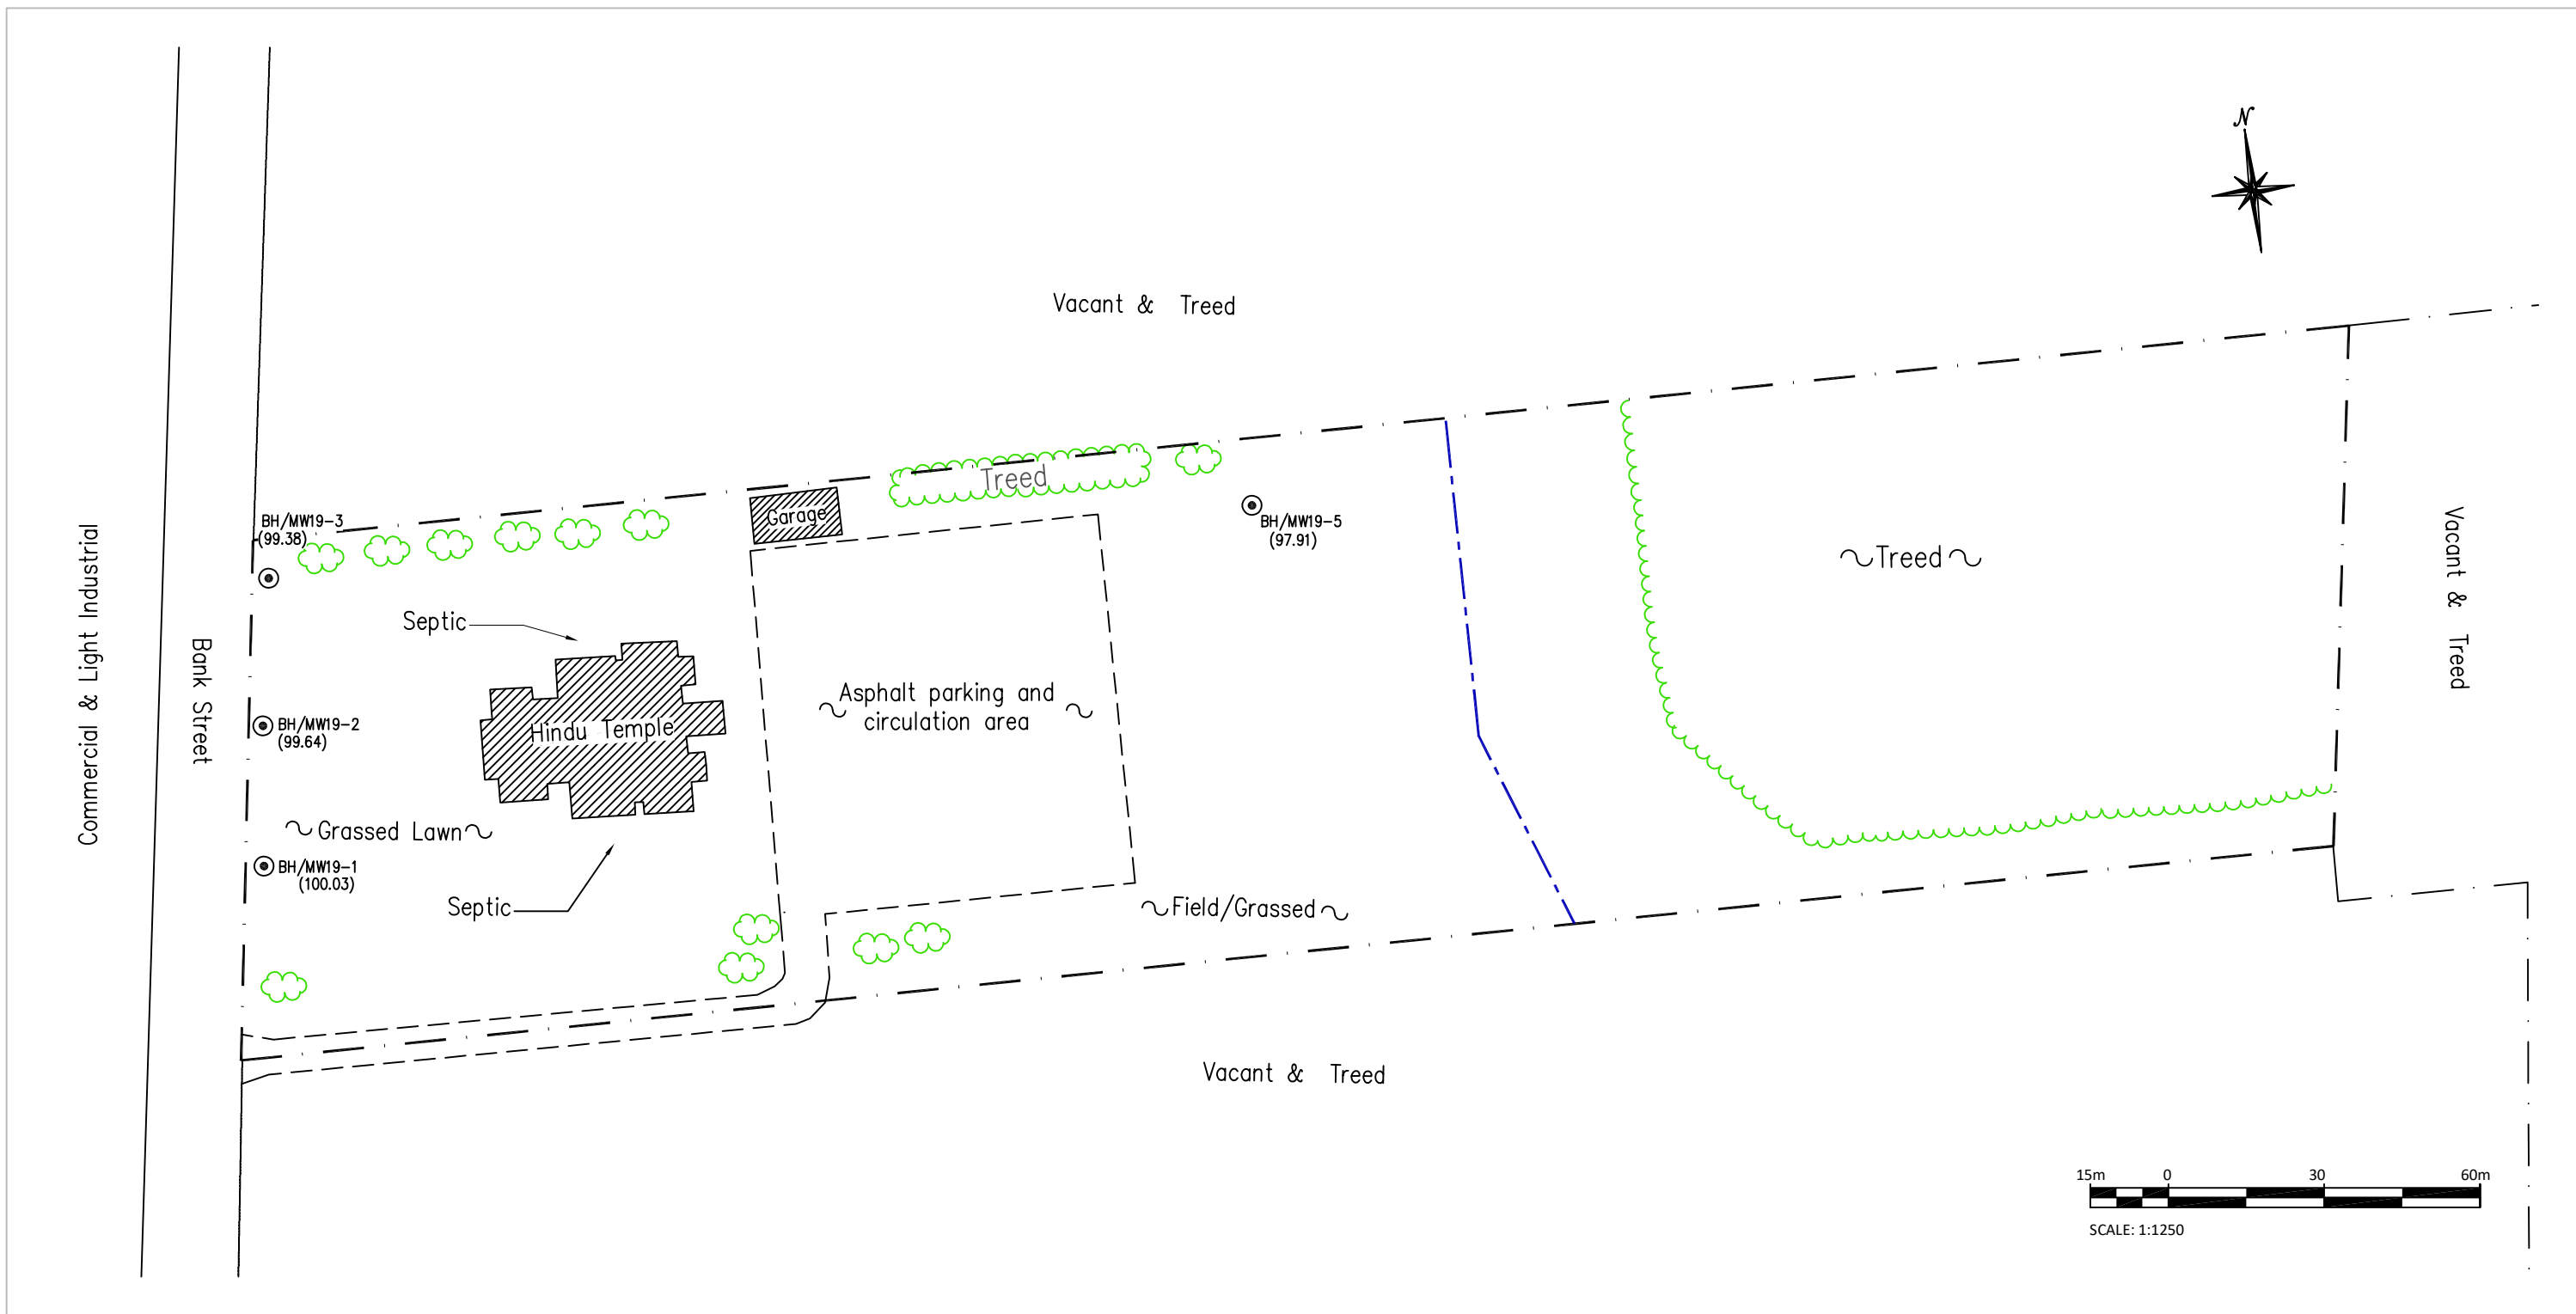 N
Vacant & Treed
Treed
Garage
BH/MW19-3
(99.38)
BH/MW19-5
(97.91)
Treed
Vacant & Treed
Commercial & Light Industrial
Bank Street
Septic
Asphalt parking and
circulation area
BH/MW19-2
(99.64)
Hindu Temple
Grassed Lawn
BH/MW19-1
(100.03)
Septic
Field/Grassed
Vacant & Treed
15m 0 30 60m
SCALE: 1:1250